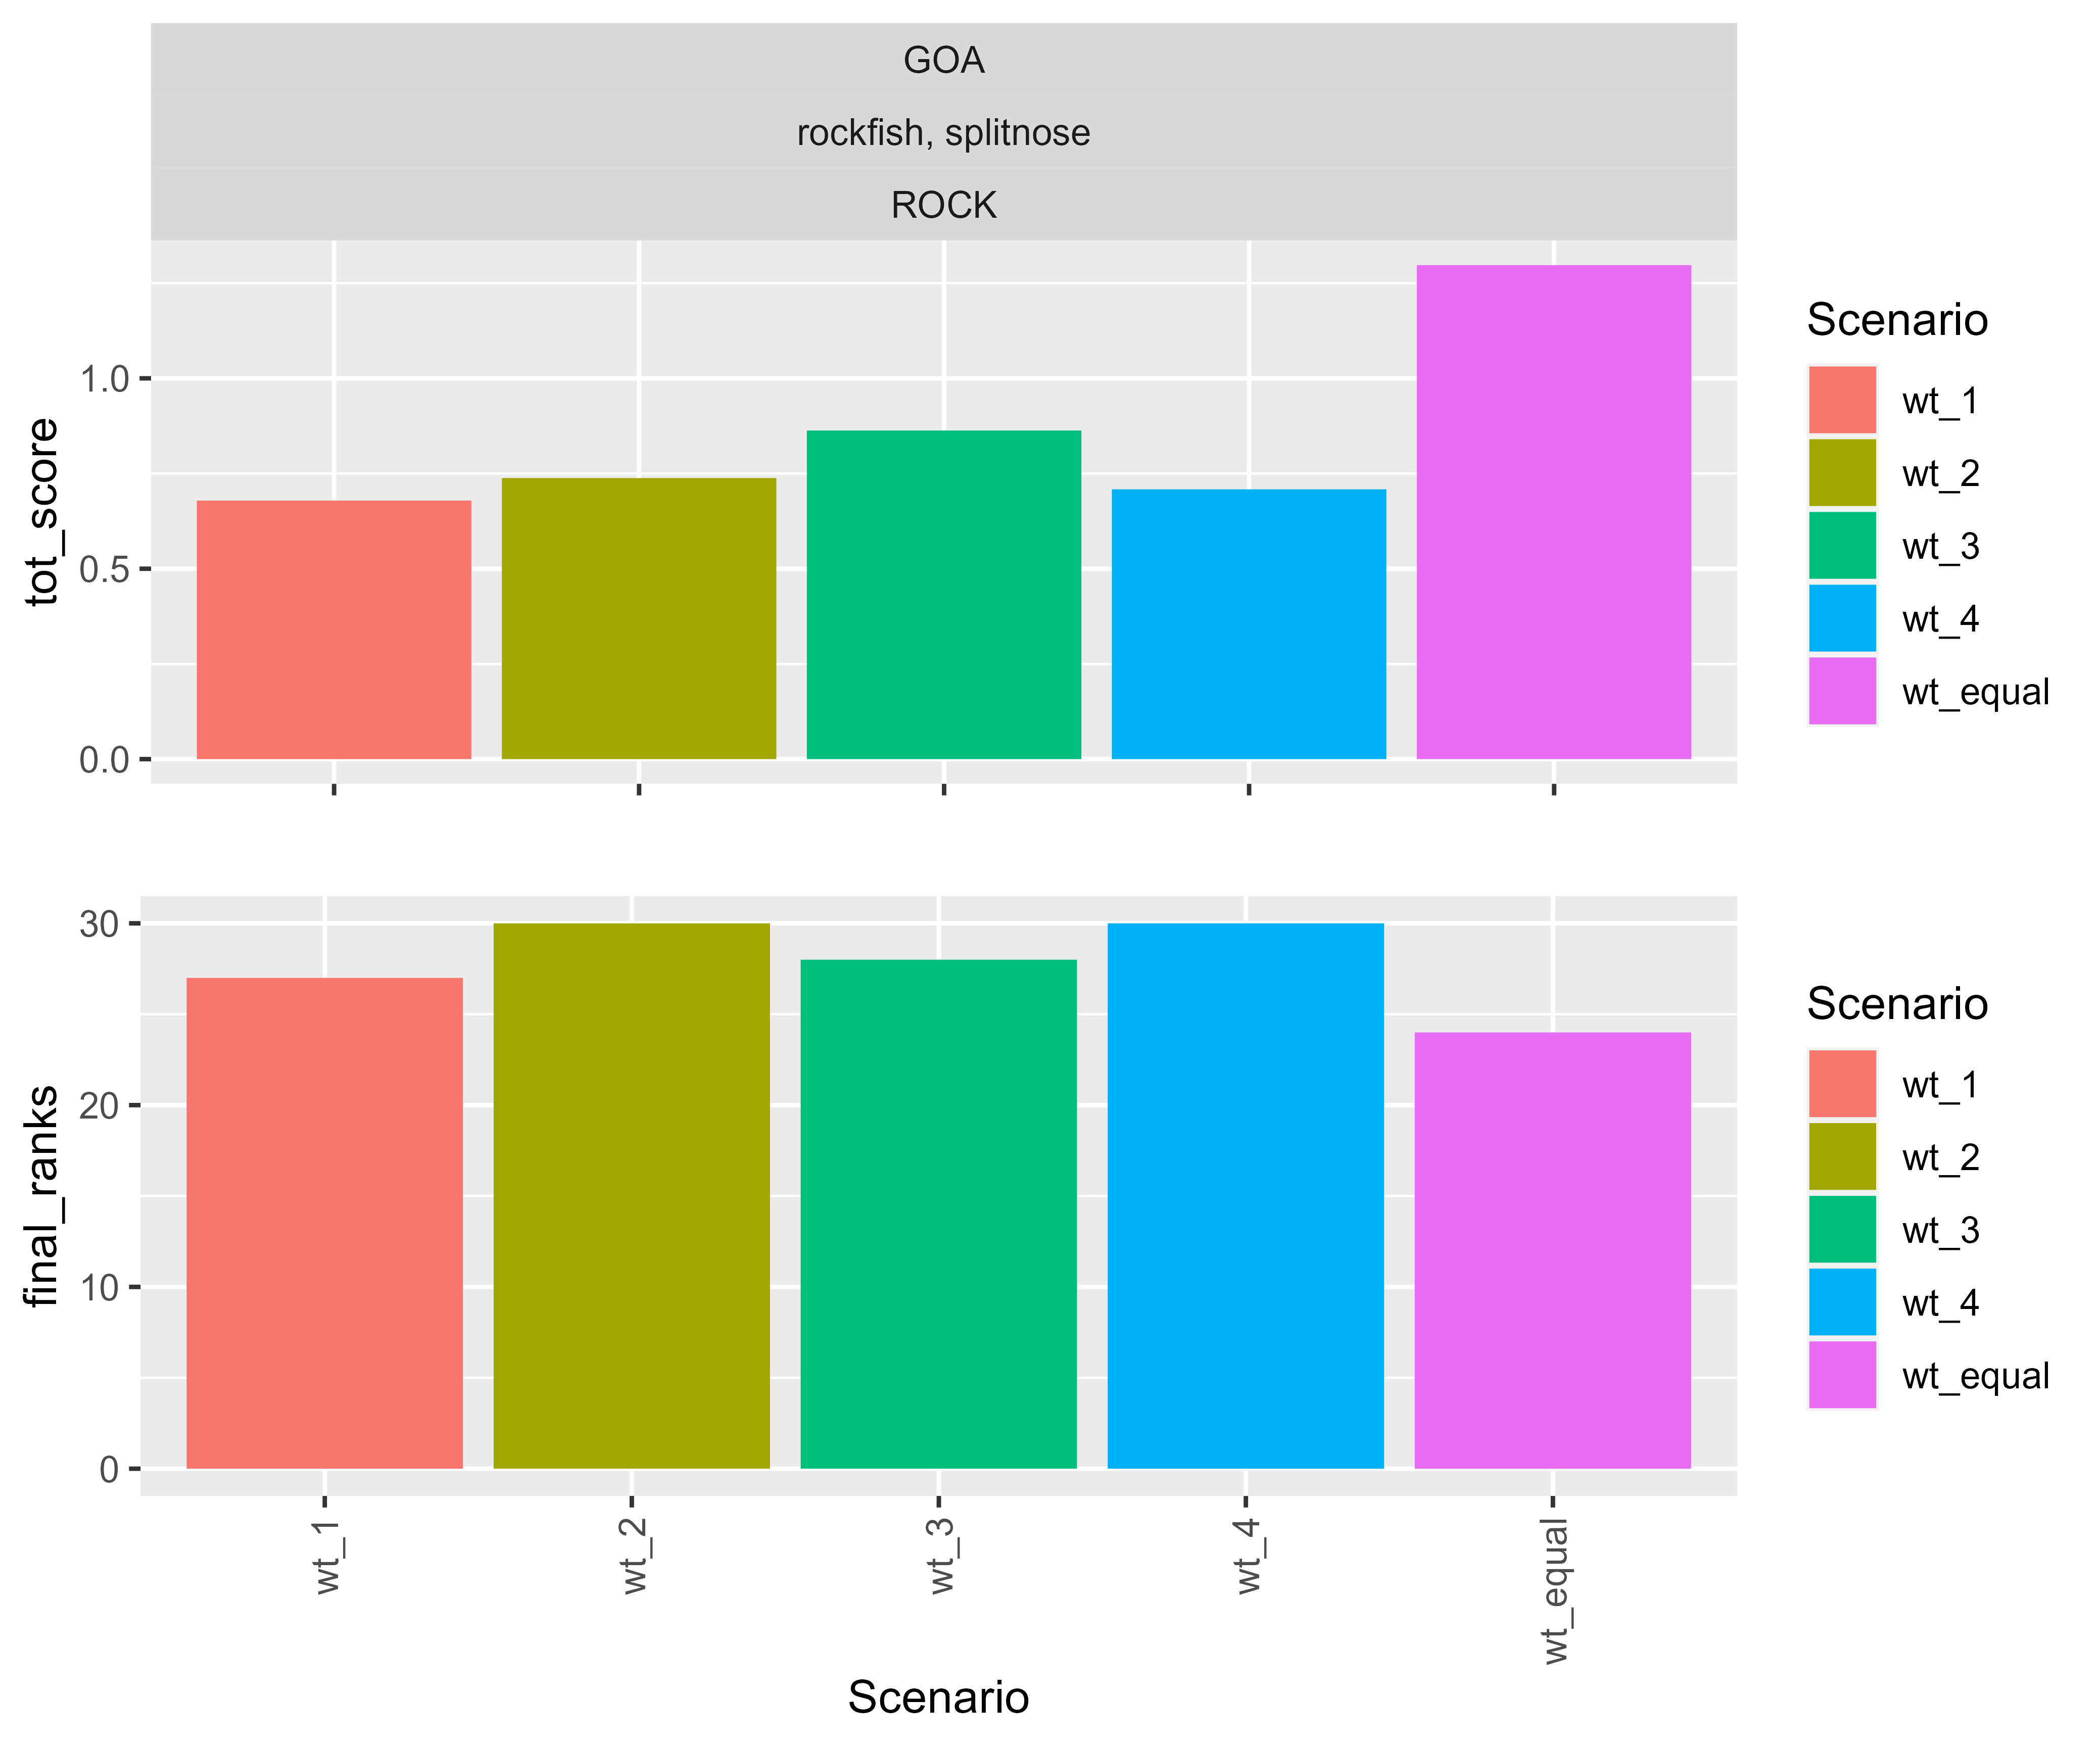 GOA
rockfish, splitnose
ROCK
tot_score
1.0
0.5
0.0
Scenario
wt_1
wt_2
wt_3
wt_4
wt_equal
final_ranks
30
20
10
0
wt_1
wt_2
wt_3
wt_4
wt_equal
Scenario
Scenario
wt_1
wt_2
wt_3
wt_4
wt_equal